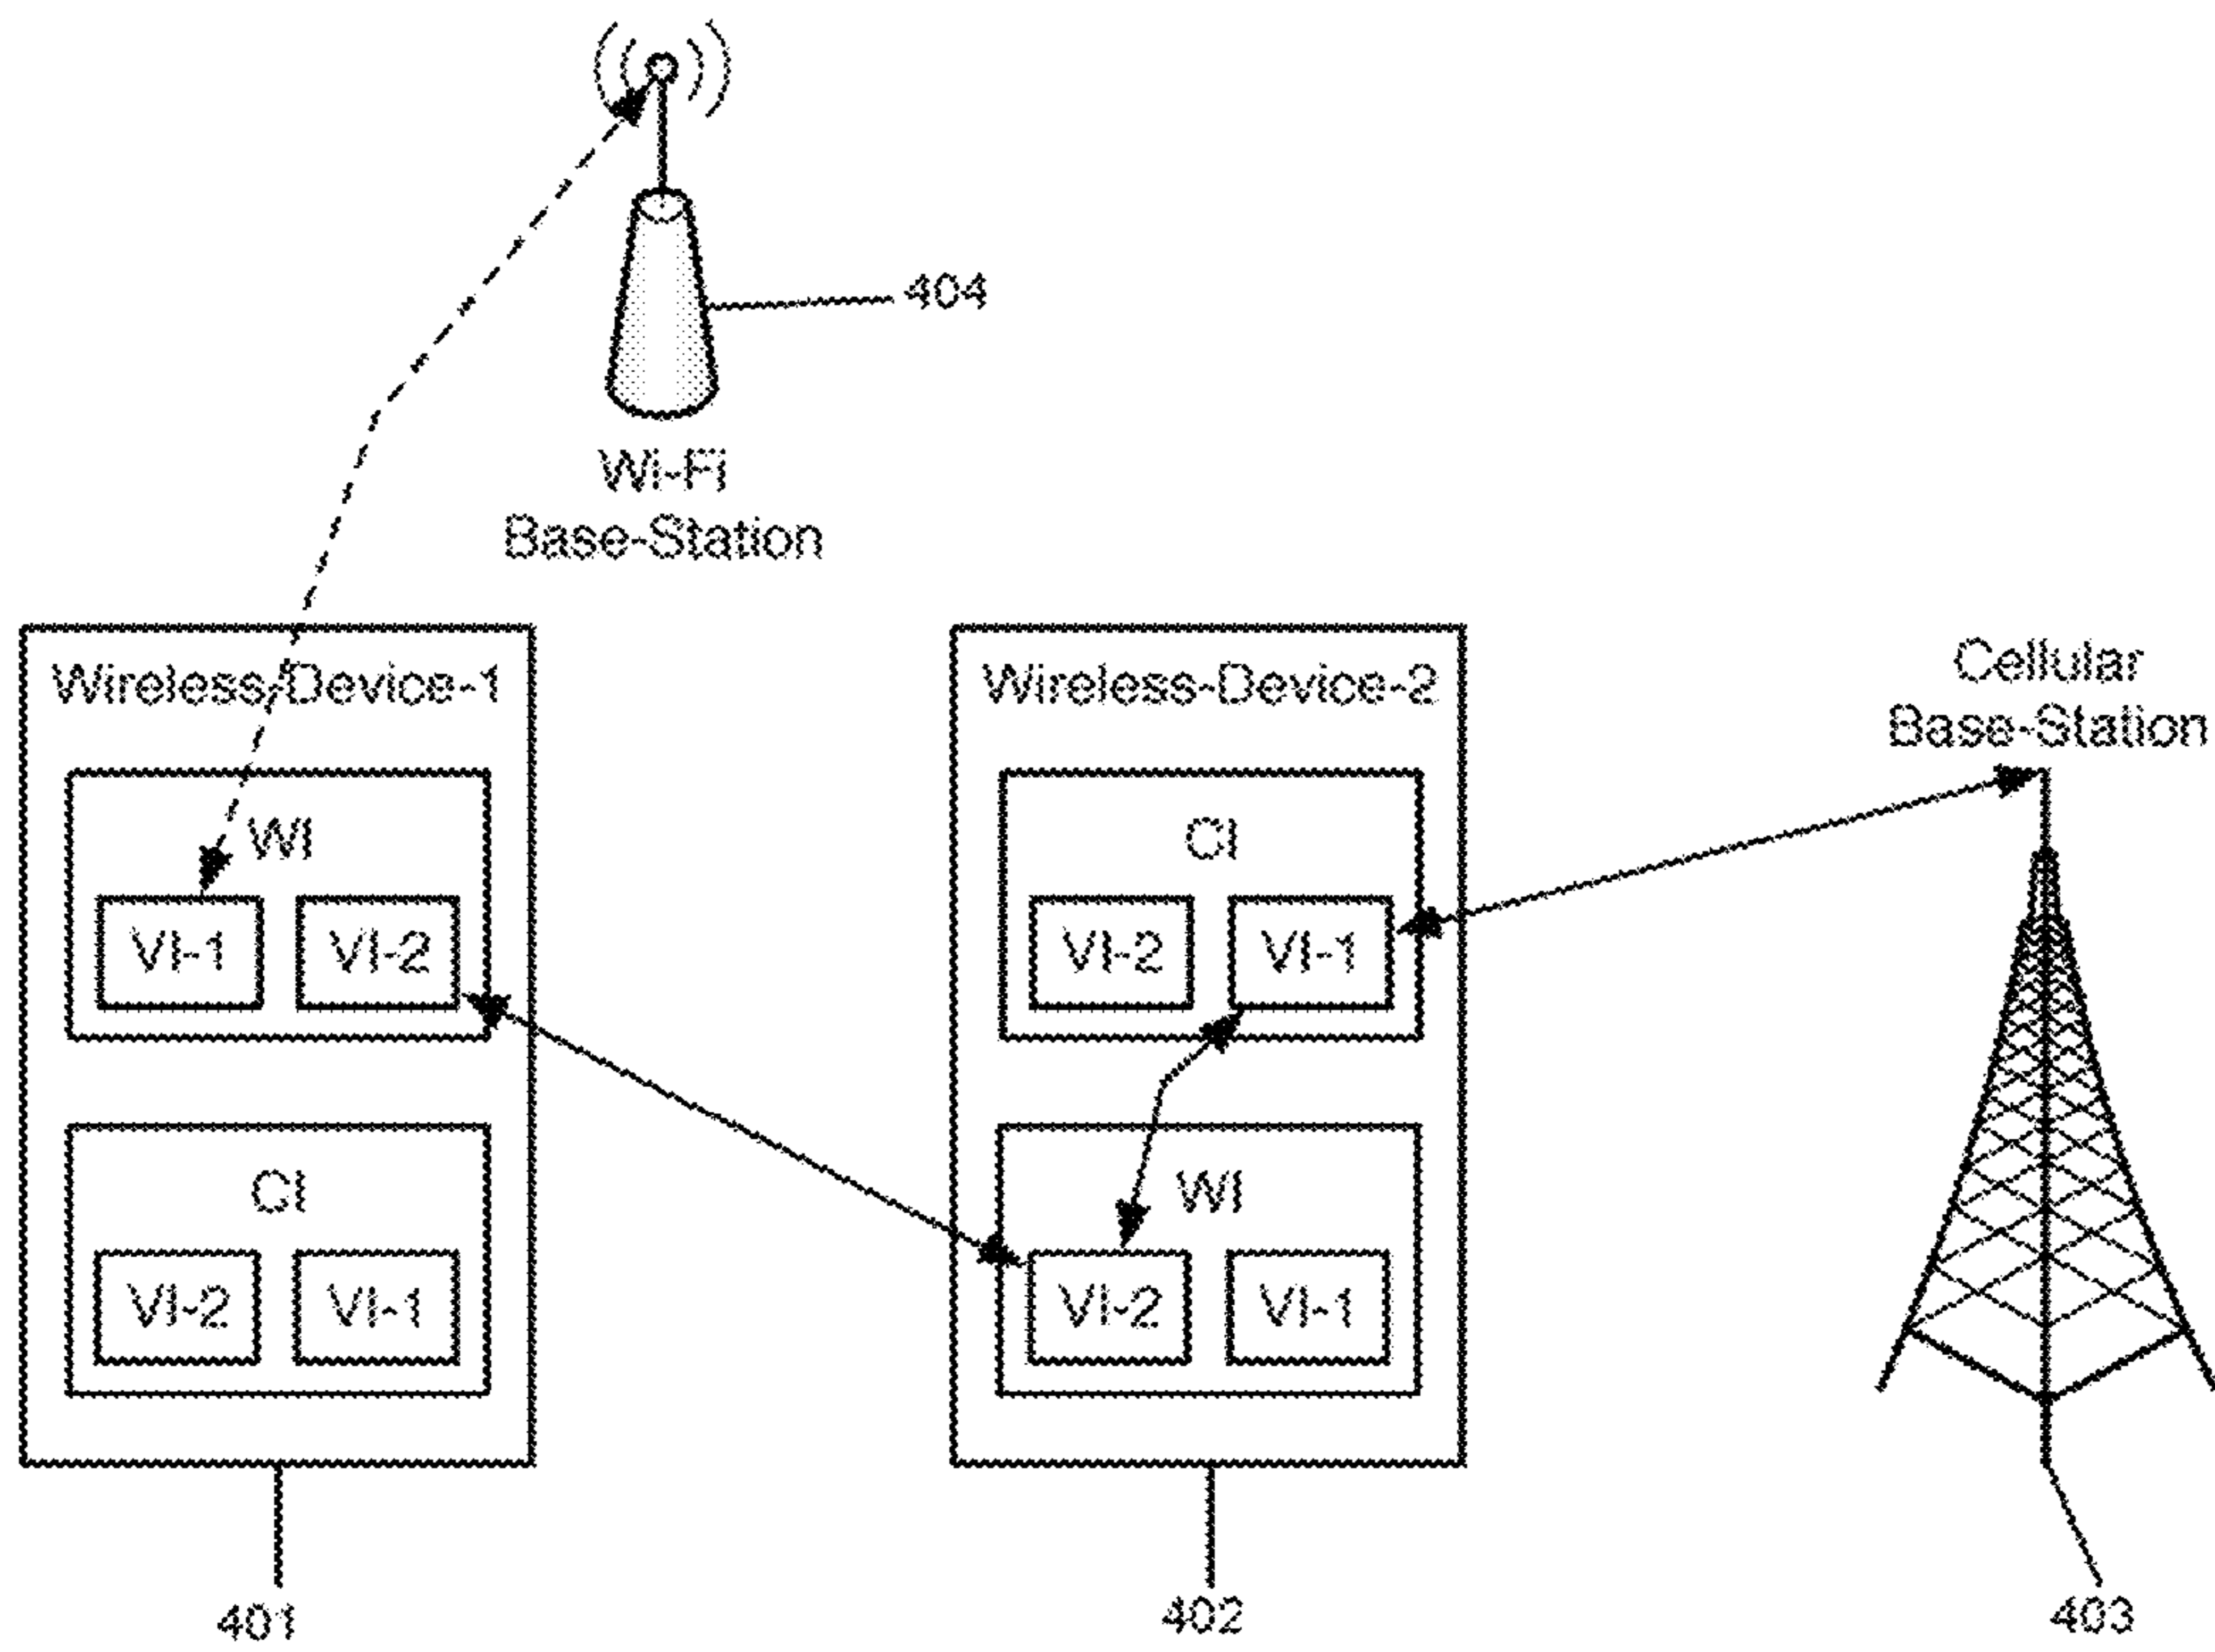 404
Wi-Fi
Base-Station
Wireless-Device-1
WI
VI-1
VI-2
CI
VI-2
VI-1
401
Wireless-Device-2
CI
VI-2
VI-1
WI
VI-2
VI-1
402
Cellular
Base-Station
403